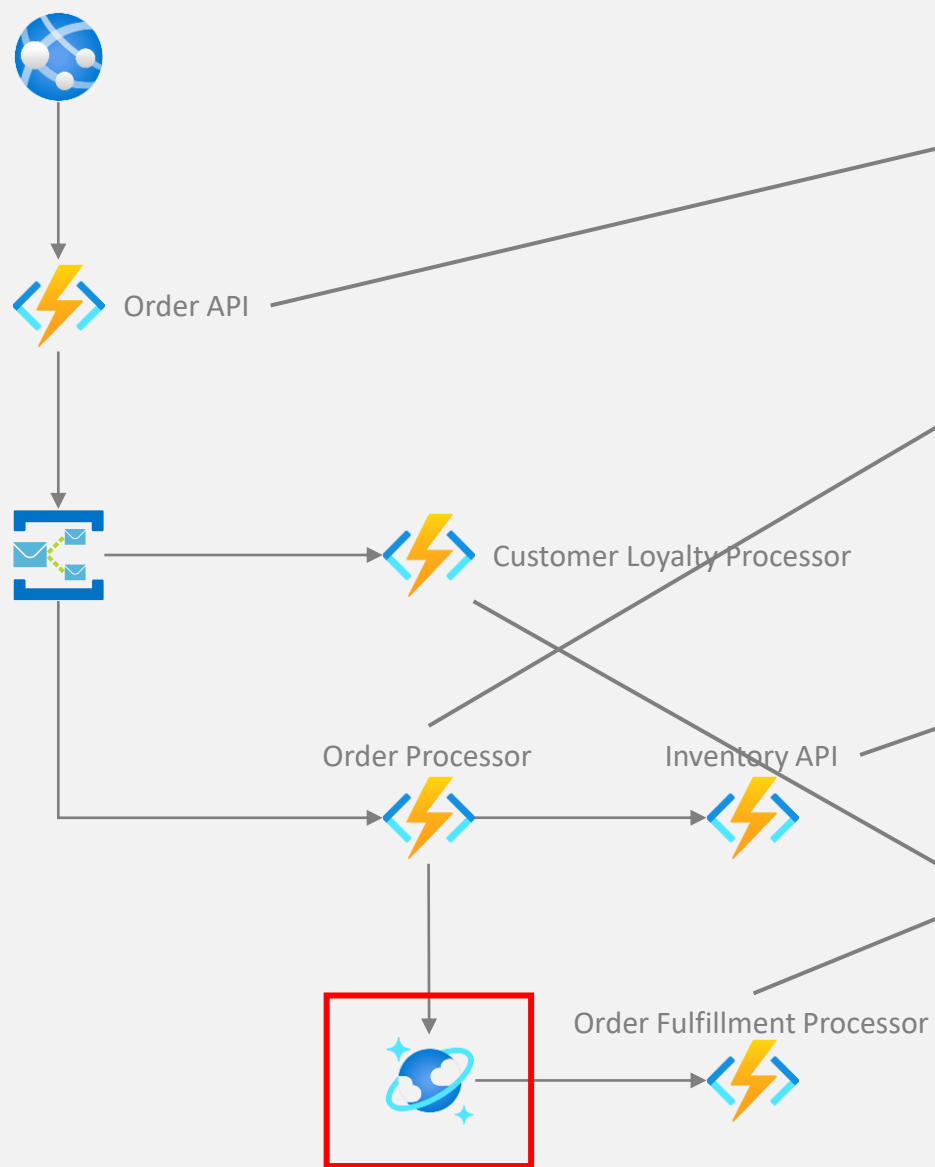 Order API
Customer Loyalty Processor
Order Processor
Inventory API
Order Fulfillment Processor